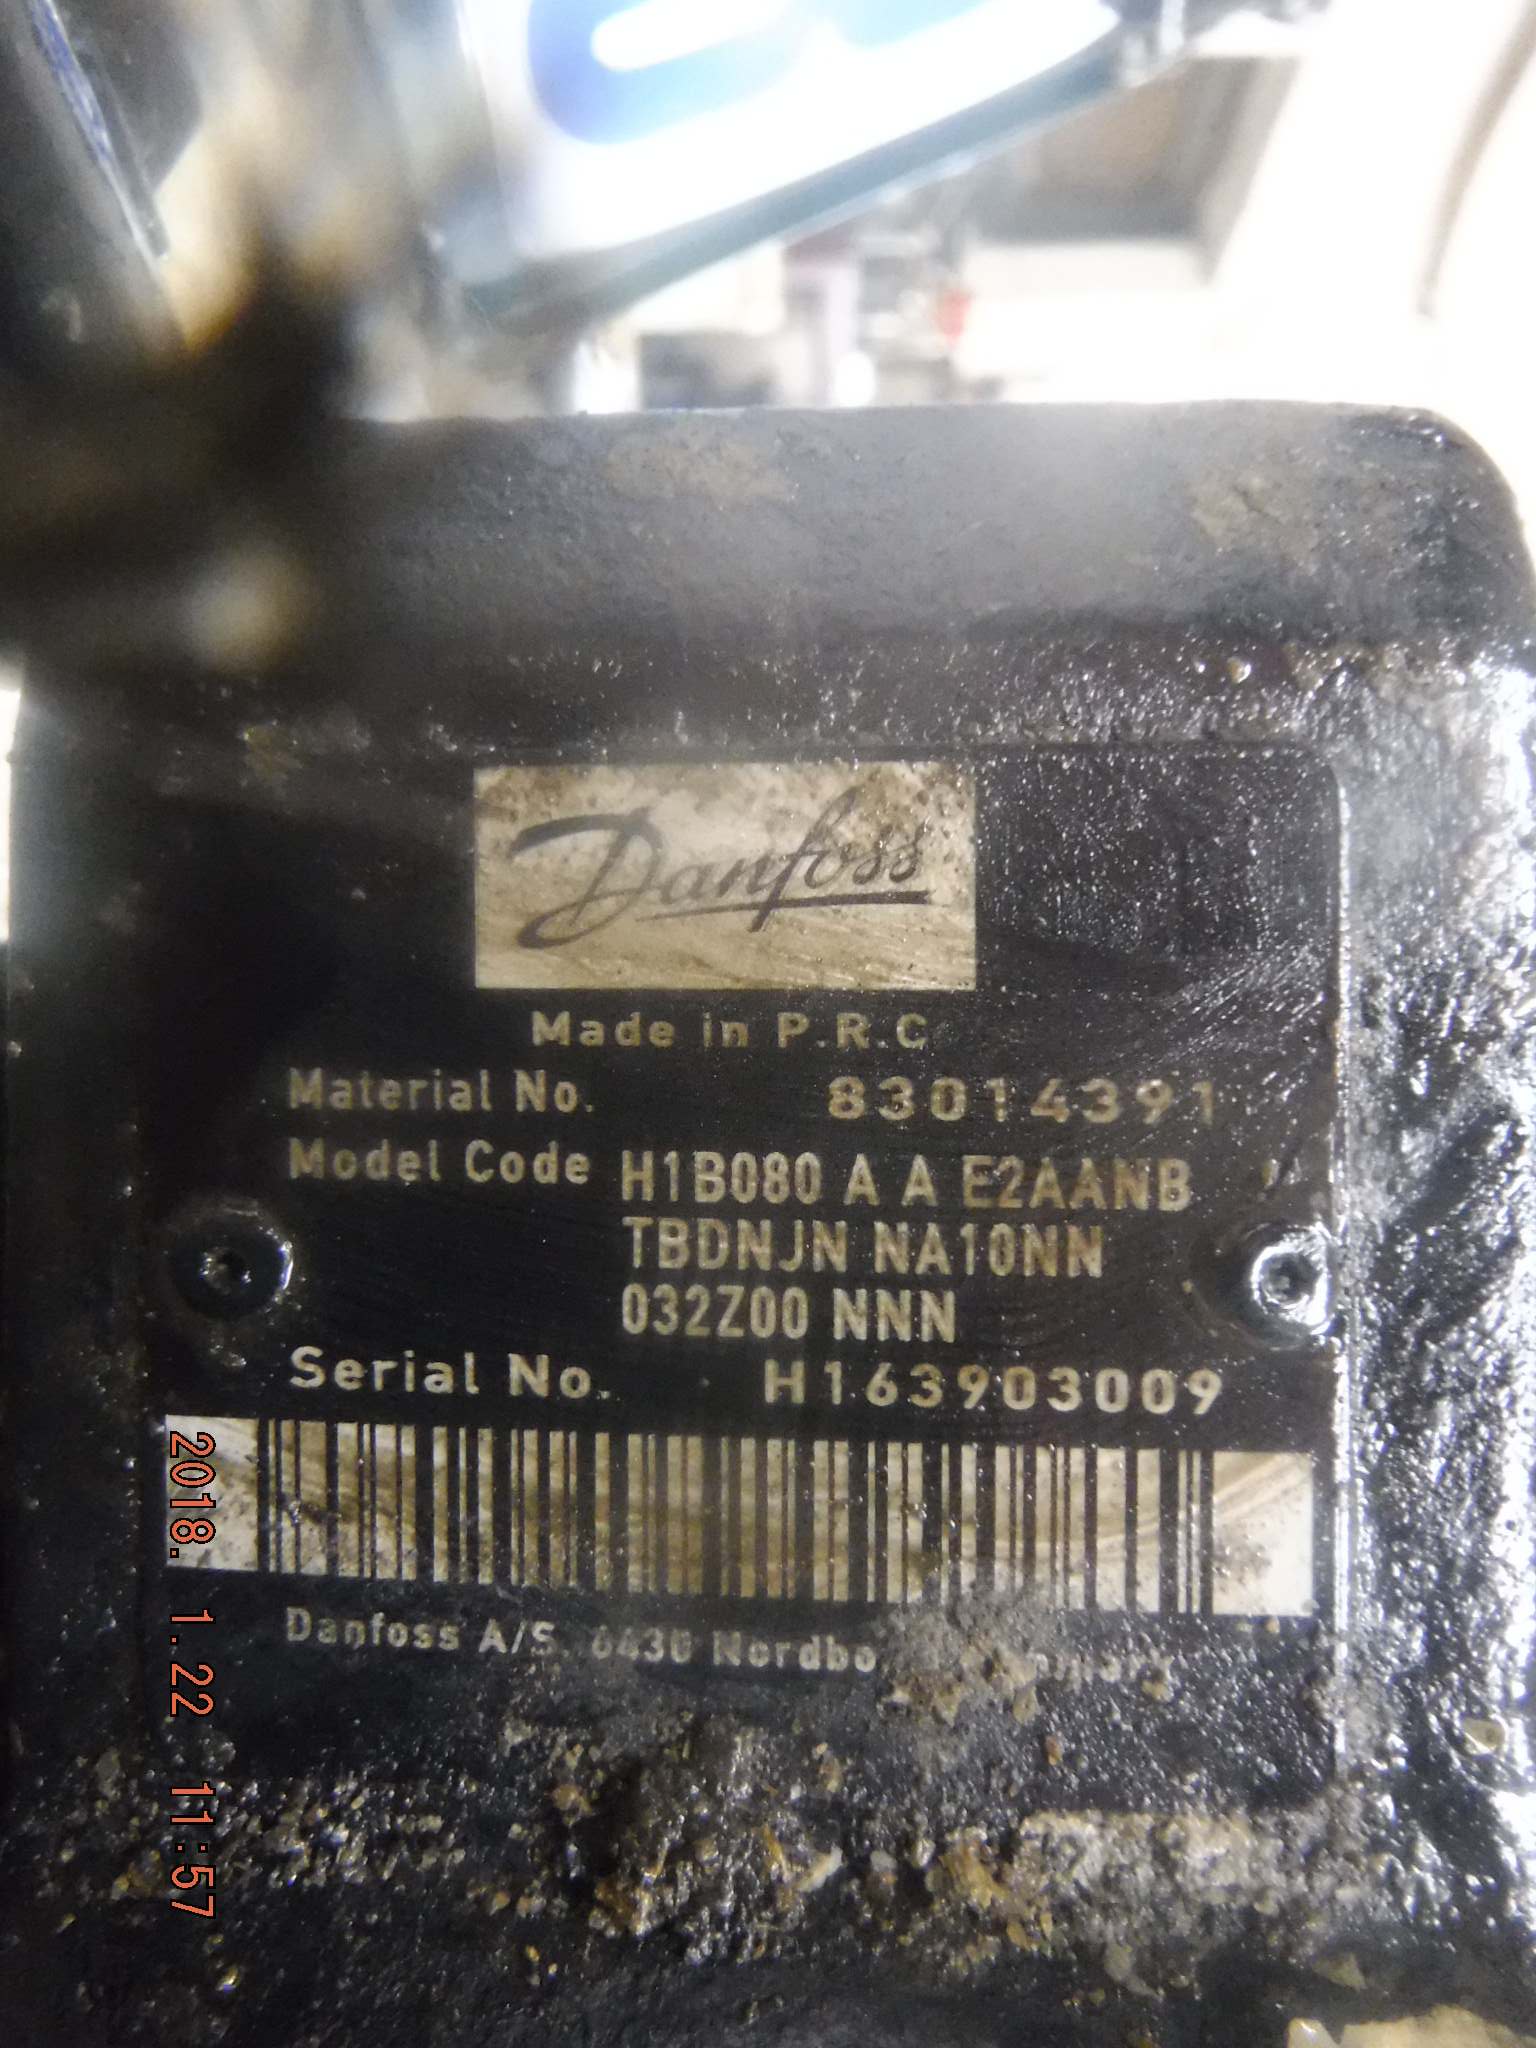 Danfoss
Made in P.R.C
Material No. 83014391
Model Code H1B080 A A E2AANB
TBDNJN NA10NN
032Z00 NNN
Serial No. H163903009
Danfoss A/S, 6430 Nordbo
2018. 1.22 11:57